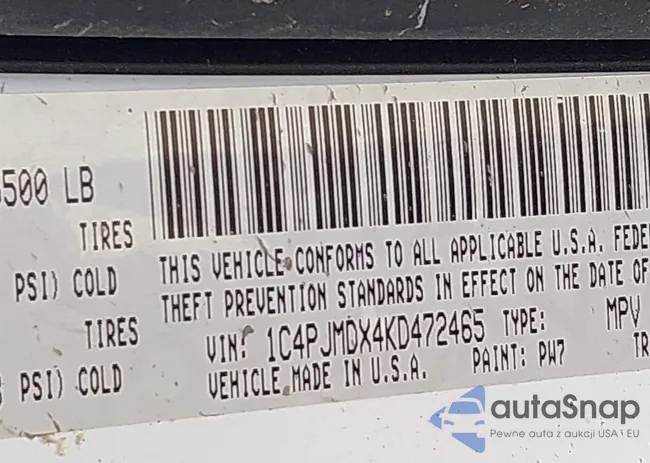 500 LB
TIRES
PSI) COLD
TIRES
PSI) COLD
THIS VEHICLE CONFORMS TO ALL APPLICABLE U.S.A. FEDE
THEFT PREVENTION STANDARDS IN EFFECT ON THE DATE OF
VIN: 1C4PJMDX4KD472465 TYPE: MPV
VEHICLE MADE IN U.S.A. PAINT: PW7 TR
autaSnap
Pewne auta z aukcji USA i EU